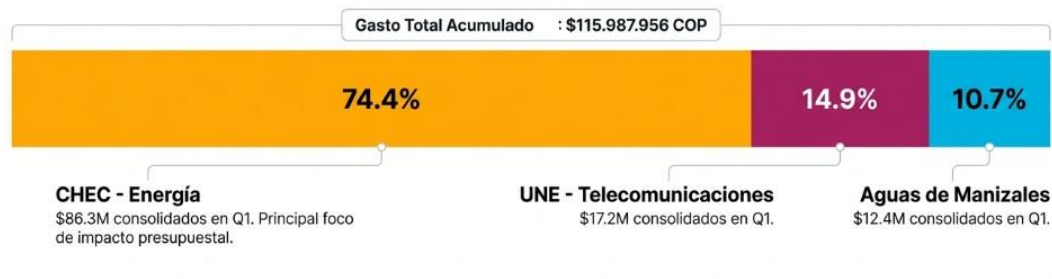 Gasto Total Acumulado : $115.987.956 COP
74.4%
14.9%
10.7%
CHEC - Energía
$86.3M consolidados en Q1. Principal foco
de impacto presupuestal.
UNE - Telecomunicaciones
$17.2M consolidados en Q1.
Aguas de Manizales
$12.4M consolidados en Q1.